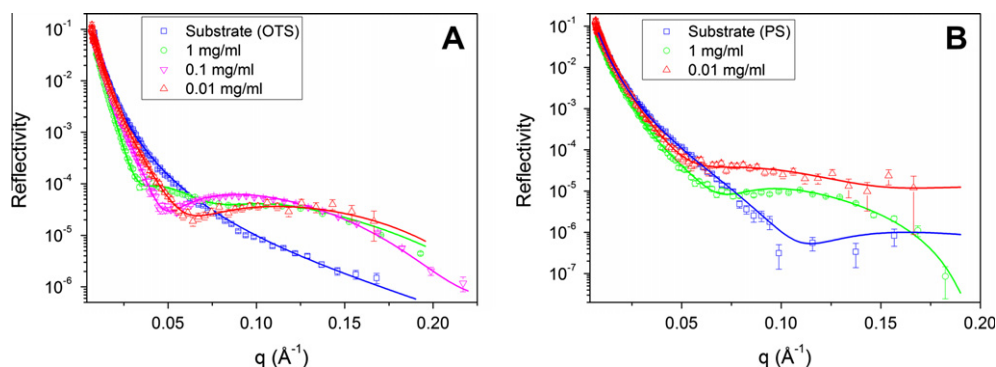 A
Substrate (OTS)
1 mg/ml
0.1 mg/ml
0.01 mg/ml
Reflectivity
10⁻¹
10⁻²
10⁻³
10⁻⁴
10⁻⁵
10⁻⁶
0.05 0.10 0.15 0.20
q (Å⁻¹)
B
Substrate (PS)
1 mg/ml
0.01 mg/ml
Reflectivity
10⁻¹
10⁻²
10⁻³
10⁻⁴
10⁻⁵
10⁻⁶
10⁻⁷
0.05 0.10 0.15 0.20
q (Å⁻¹)